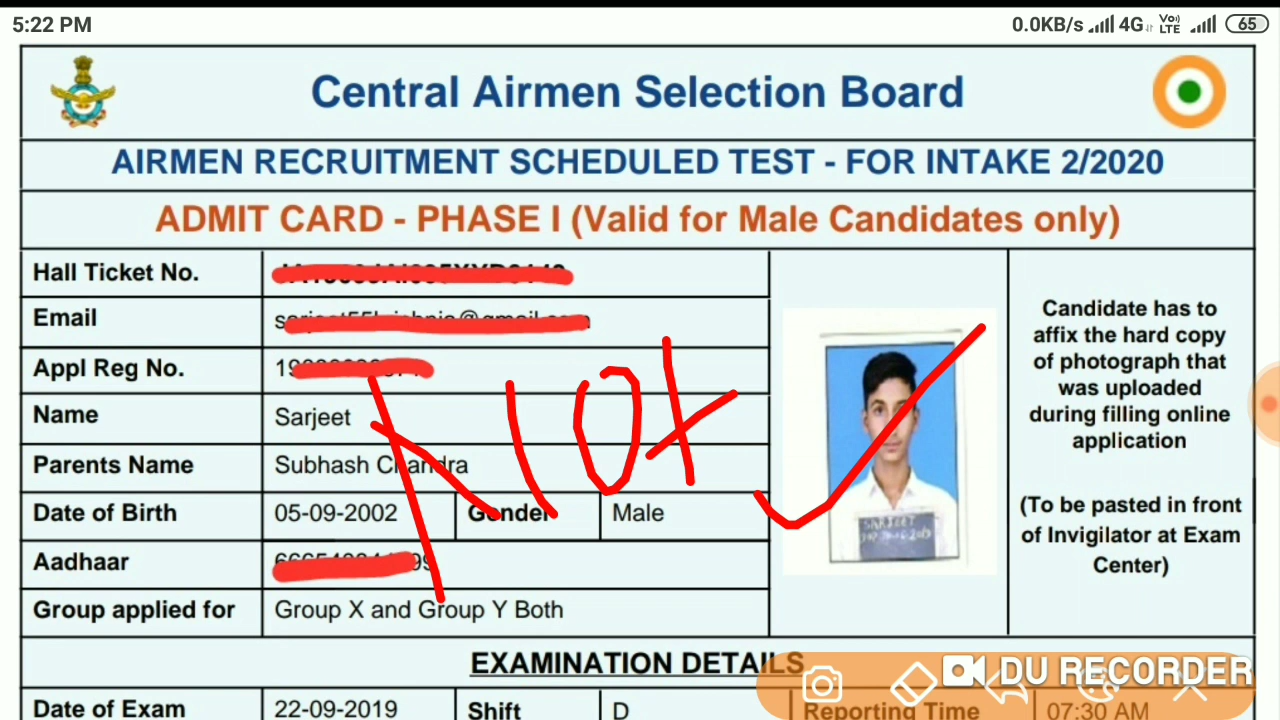 5:22 PM 0.0KB/s 4G Vo) LTE 65
Central Airmen Selection Board
AIRMEN RECRUITMENT SCHEDULED TEST - FOR INTAKE 2/2020
ADMIT CARD - PHASE I (Valid for Male Candidates only)
Hall Ticket No.
Email
Appl Reg No.
Name Sarjeet
Parents Name Subhash Chandra
Date of Birth 05-09-2002 Gender Male
Aadhaar
Group applied for Group X and Group Y Both
Candidate has to
affix the hard copy
of photograph that
was uploaded
during filling online
application
(To be pasted in front
of Invigilator at Exam
Center)
SARJEET
EXAMINATION DETAILS
DU RECORDER
Date of Exam 22-09-2019 Shift D Reporting Time 07:30 AM